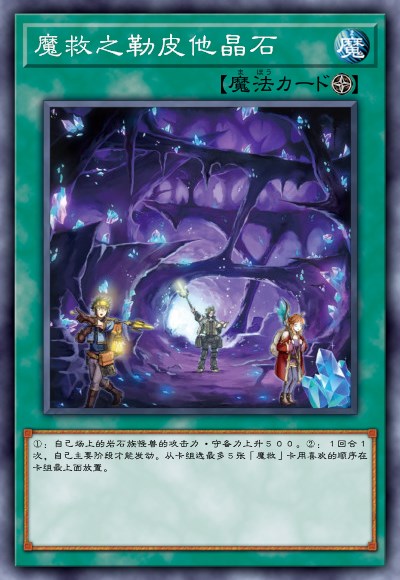 魔救之勒皮他晶石
魔
【魔法カード】
ま ほう
①：自己场上的岩石族怪兽的攻击力·守备力上升５００。②：１回合１
次，自己主要阶段才能发动。从卡组选最多５张「魔救」卡用喜欢的顺序在
卡组最上面放置。